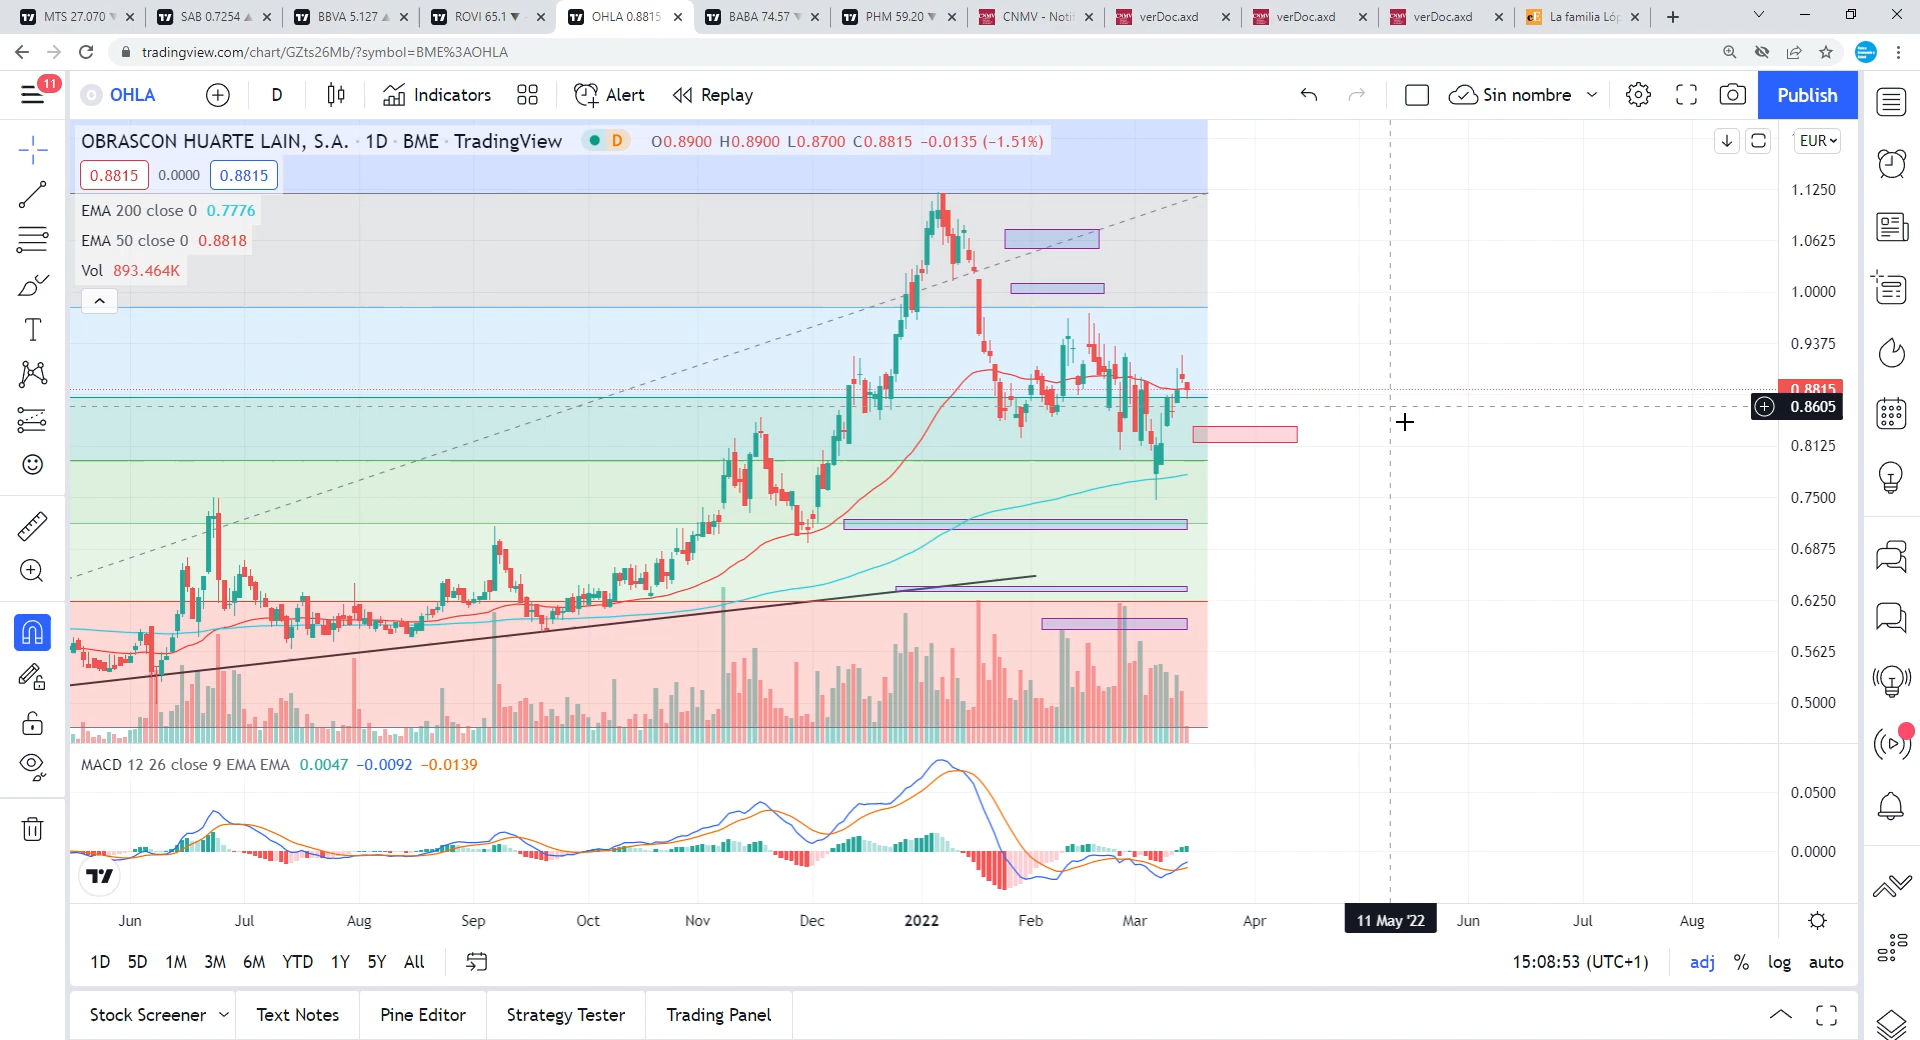 MTS 27.070 ▼
SAB 0.7254 ▲
BBVA 5.127 ▲
ROVI 65.1 ▼
OHLA 0.8815
BABA 74.57 ▼
PHM 59.20 ▼
CNMV - Noti
verDoc.axd
verDoc.axd
verDoc.axd
La familia Ló
tradingview.com/chart/GZts26Mb/?symbol=BME%3AOHLA
11
OHLA
D
Indicators
Alert
Replay
Sin nombre
Publish
OBRASCON HUARTE LAIN, S.A. · 1D · BME · TradingView
D
O0.8900 H0.8900 L0.8700 C0.8815 −0.0135 (−1.51%)
EUR
0.8815 0.0000 0.8815
EMA 200 close 0 0.7776
EMA 50 close 0 0.8818
Vol 893.464K
1.1250
1.0625
1.0000
0.9375
0.8815
0.8605
0.8125
0.7500
0.6875
0.6250
0.5625
0.5000
MACD 12 26 close 9 EMA EMA 0.0047 −0.0092 −0.0139
0.0500
0.0000
Jun Jul Aug Sep Oct Nov Dec 2022 Feb Mar Apr 11 May '22 Jun Jul Aug
1D 5D 1M 3M 6M YTD 1Y 5Y All
15:08:53 (UTC+1) adj % log auto
Stock Screener Text Notes Pine Editor Strategy Tester Trading Panel